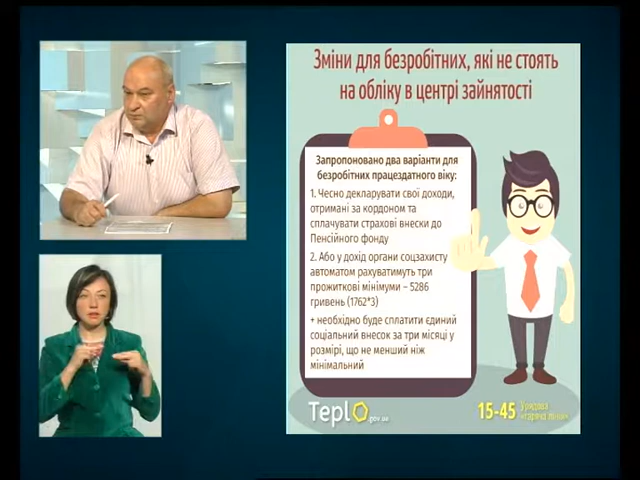 Зміни для безробітних, які не стоять
на обліку в центрі зайнятості
Запропоновано два варіанти для
безробітних працездатного віку:
1. Чесно декларувати свої доходи,
отримані за кордоном та
сплачувати страхові внески до
Пенсійного фонду
2. Або у дохід органи соцзахисту
автоматом рахуватимуть три
прожиткові мінімуми – 5286
гривень (1762*3)
+ необхідно буде сплатити єдиний
соціальний внесок за три місяці у
розмірі, що не менший ніж
мінімальний
Teplo.gov.ua
15-45 Урядова
«гаряча лінія»